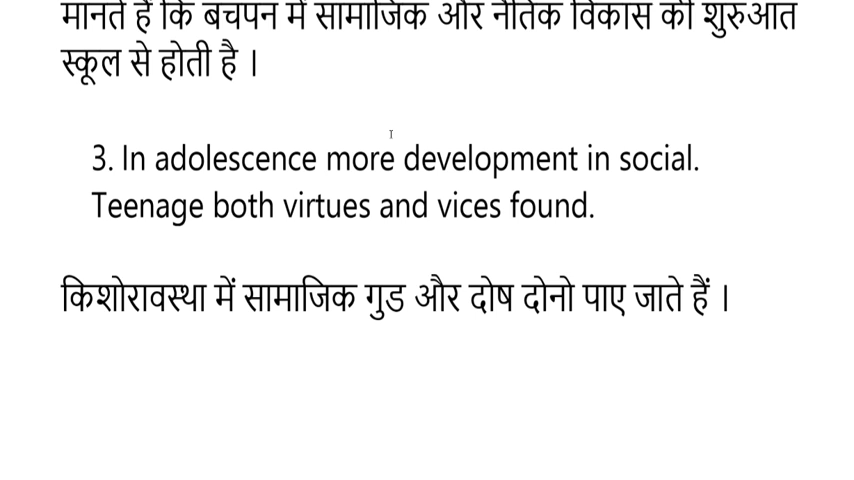 मानते हैं कि बचपन में सामाजिक और नैतिक विकास की शुरुआत
स्कूल से होती है ।
3. In adolescence more development in social.
Teenage both virtues and vices found.
किशोरावस्था में सामाजिक गुड और दोष दोनो पाए जाते हैं ।